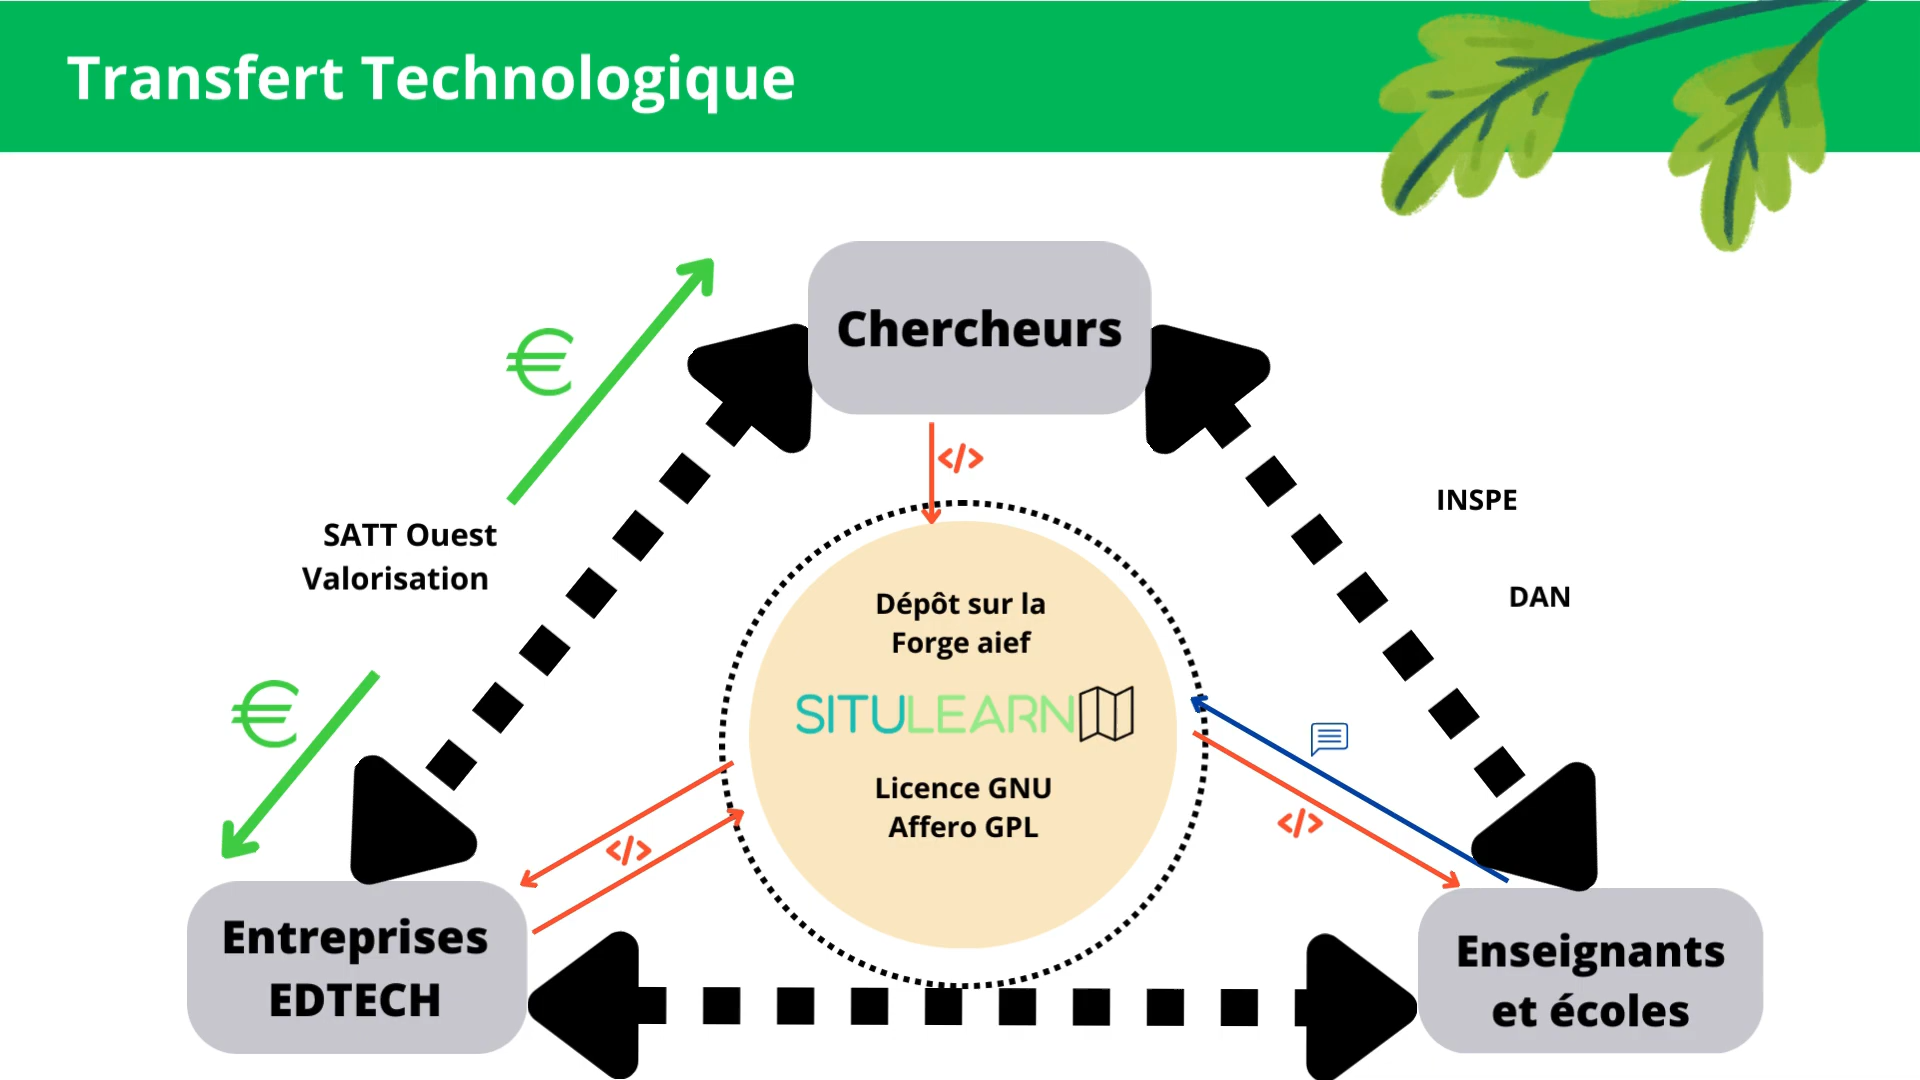 Transfert Technologique
Chercheurs
€
</>
INSPE
SATT Ouest
Valorisation
DAN
Dépôt sur la
Forge aief
€
SITULEARN
Licence GNU
Affero GPL
</>
</>
Entreprises
EDTECH
Enseignants
et écoles